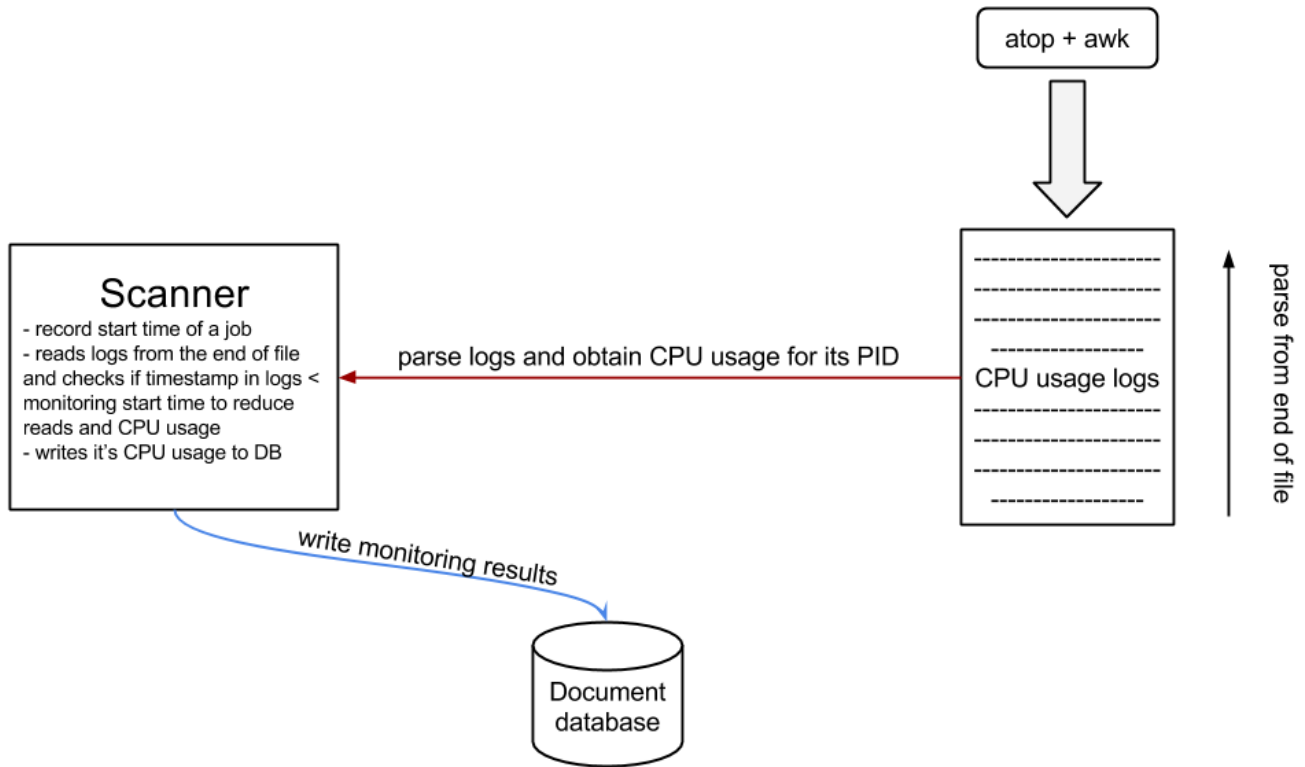 atop + awk
Scanner
- record start time of a job
- reads logs from the end of file
and checks if timestamp in logs <
monitoring start time to reduce
reads and CPU usage
- writes it's CPU usage to DB
parse logs and obtain CPU usage for its PID
CPU usage logs
parse from end of file
write monitoring results
Document
database